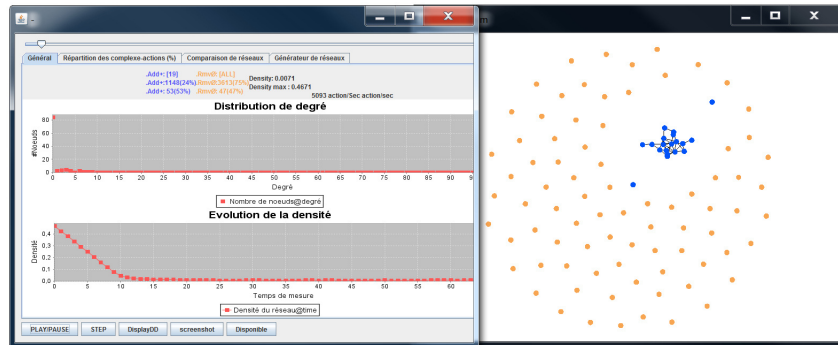 Général Répartition des complexe-actions (%) Comparaison de réseaux Générateur de réseaux
.Add+: [19] .Rmv@: [ALL]
.Add+:1148(24%) .Rmv@:3613(75%) Density: 0.0071
.Add+: 53(53%) .Rmv@: 47(47%) Density max : 0.4671
5093 action/Sec action/sec
Distribution de degré
#Noeuds
80
60
40
20
0
0 5 10 15 20 25 30 35 40 45 50 55 60 65 70 75 80 85 90
Degré
Nombre de noeuds@degré
Evolution de la densité
Densité
0,4
0,3
0,2
0,1
0,0
0 5 10 15 20 25 30 35 40 45 50 55 60
Temps de mesure
Densité du réseau@time
PLAY/PAUSE STEP DisplayDD screenshot Disponible